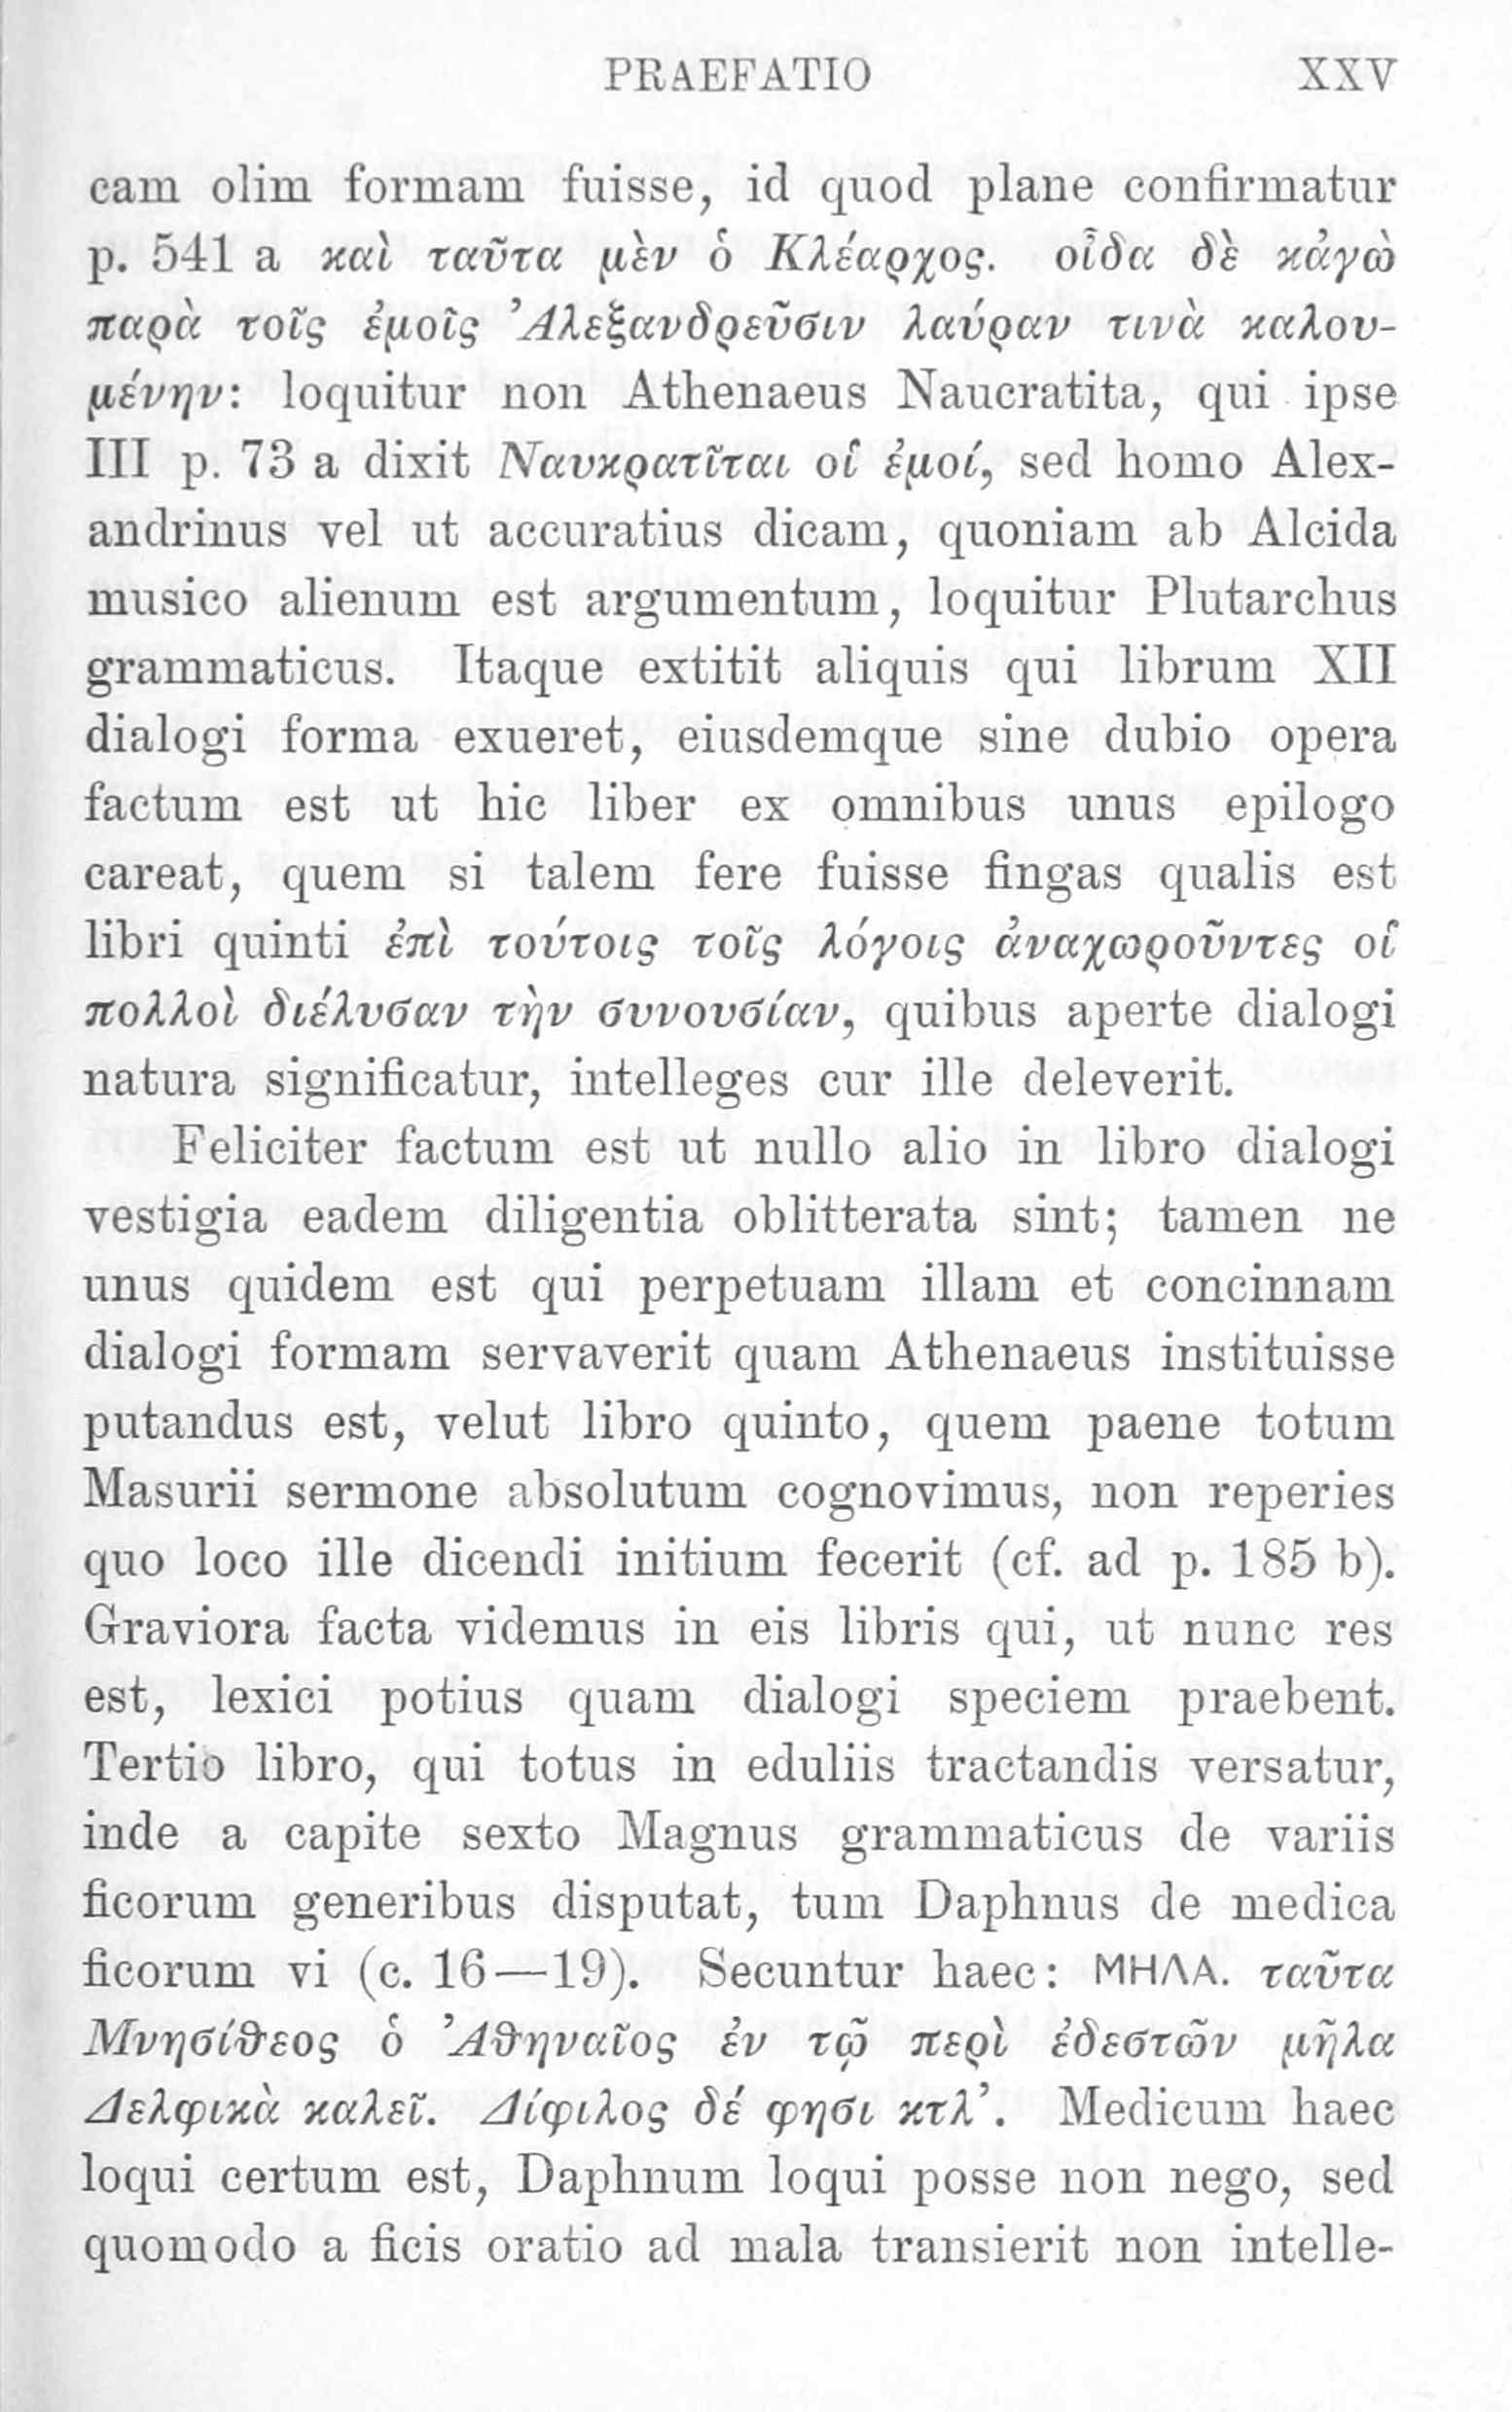 PRAEFATIO XXV
cam olim formam fuisse, id quod plane confirmatur
p. 541 a καὶ ταῦτα μὲν ὁ Κλέαρχος. οἶδα δὲ κἀγὼ
παρὰ τοῖς ἐμοῖς Ἀλεξανδρεῦσιν λαύραν τινὰ καλου-
μένην: loquitur non Athenaeus Naucratita, qui ipse
III p. 73 a dixit Ναυκρατῖται οἱ ἐμοί, sed homo Alex-
andrinus vel ut accuratius dicam, quoniam ab Alcida
musico alienum est argumentum, loquitur Plutarchus
grammaticus. Itaque extitit aliquis qui librum XII
dialogi forma exueret, eiusdemque sine dubio opera
factum est ut hic liber ex omnibus unus epilogo
careat, quem si talem fere fuisse fingas qualis est
libri quinti ἐπὶ τούτοις τοῖς λόγοις ἀναχωροῦντες οἱ
πολλοὶ διέλυσαν τὴν συνουσίαν, quibus aperte dialogi
natura significatur, intelleges cur ille deleverit.
Feliciter factum est ut nullo alio in libro dialogi
vestigia eadem diligentia oblitterata sint; tamen ne
unus quidem est qui perpetuam illam et concinnam
dialogi formam servaverit quam Athenaeus instituisse
putandus est, velut libro quinto, quem paene totum
Masurii sermone absolutum cognovimus, non reperies
quo loco ille dicendi initium fecerit (cf. ad p. 185 b).
Graviora facta videmus in eis libris qui, ut nunc res
est, lexici potius quam dialogi speciem praebent.
Tertio libro, qui totus in eduliis tractandis versatur,
inde a capite sexto Magnus grammaticus de variis
ficorum generibus disputat, tum Daphnus de medica
ficorum vi (c. 16—19). Secuntur haec: ΜΗΛΑ. ταῦτα
Μνησίθεος ὁ Ἀθηναῖος ἐν τῷ περὶ ἐδεστῶν μῆλα
Δελφικὰ καλεῖ. Δίφιλος δέ φησι κτλ’. Medicum haec
loqui certum est, Daphnum loqui posse non nego, sed
quomodo a ficis oratio ad mala transierit non intelle-